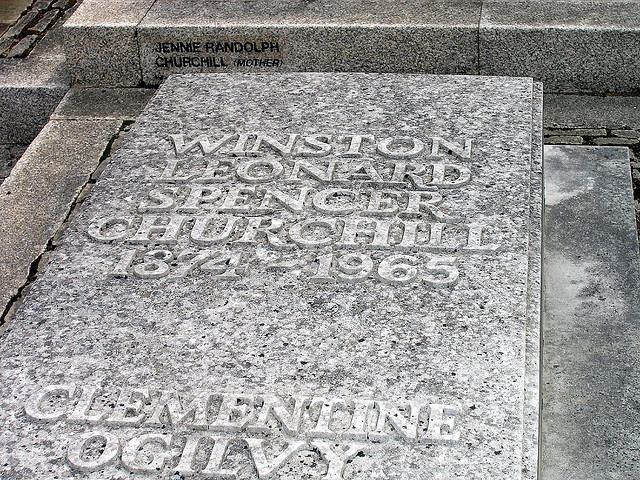 JENNIE RANDOLPH
CHURCHILL (MOTHER)
WINSTON
LEONARD
SPENCER
CHURCHILL
1874 ~ 1965
CLEMENTINE
OGILVY